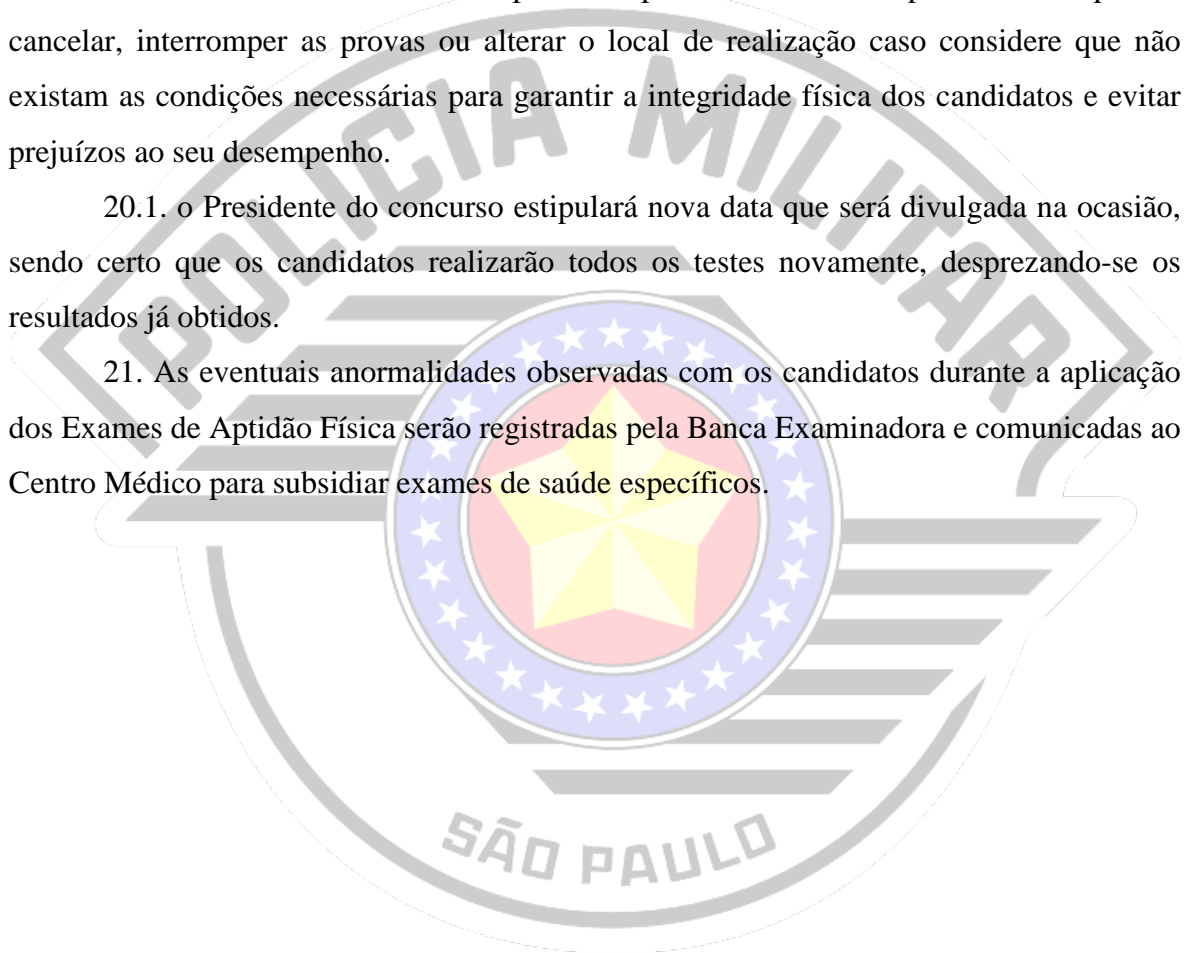 cancelar, interromper as provas ou alterar o local de realização caso considere que não
existam as condições necessárias para garantir a integridade física dos candidatos e evitar
prejuízos ao seu desempenho.
20.1. o Presidente do concurso estipulará nova data que será divulgada na ocasião,
sendo certo que os candidatos realizarão todos os testes novamente, desprezando-se os
resultados já obtidos.
21. As eventuais anormalidades observadas com os candidatos durante a aplicação
dos Exames de Aptidão Física serão registradas pela Banca Examinadora e comunicadas ao
Centro Médico para subsidiar exames de saúde específicos.
POLÍCIA MILITAR
SÃO PAULO